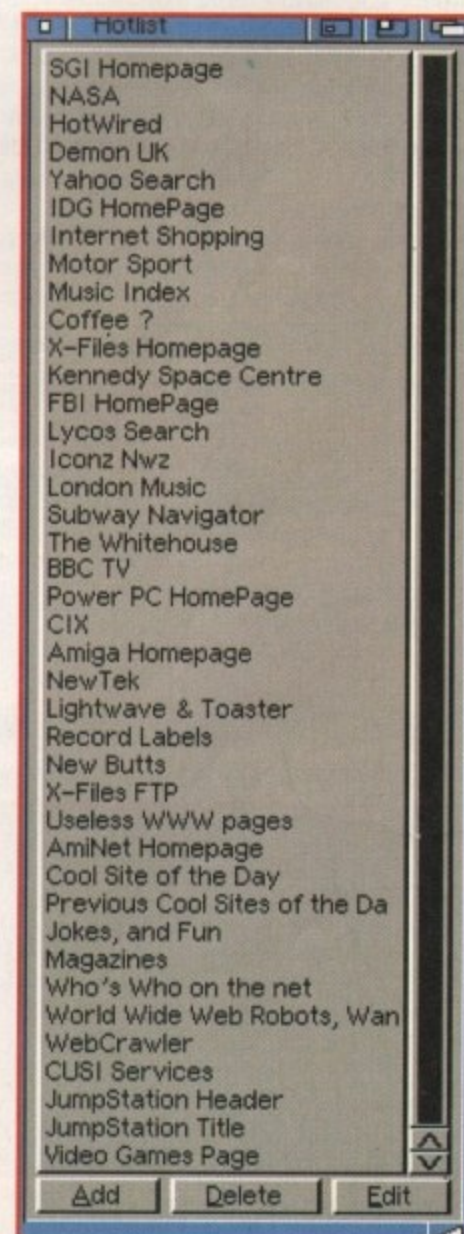 Hotlist
SGI Homepage
NASA
HotWired
Demon UK
Yahoo Search
IDG HomePage
Internet Shopping
Motor Sport
Music Index
Coffee ?
X-Files Homepage
Kennedy Space Centre
FBI HomePage
Lycos Search
Iconz Nwz
London Music
Subway Navigator
The Whitehouse
BBC TV
Power PC HomePage
CIX
Amiga Homepage
NewTek
Lightwave & Toaster
Record Labels
New Butts
X-Files FTP
Useless WWW pages
AmiNet Homepage
Cool Site of the Day
Previous Cool Sites of the Da
Jokes, and Fun
Magazines
Who's Who on the net
World Wide Web Robots, Wan
WebCrawler
CUSI Services
JumpStation Header
JumpStation Title
Video Games Page
Add Delete Edit